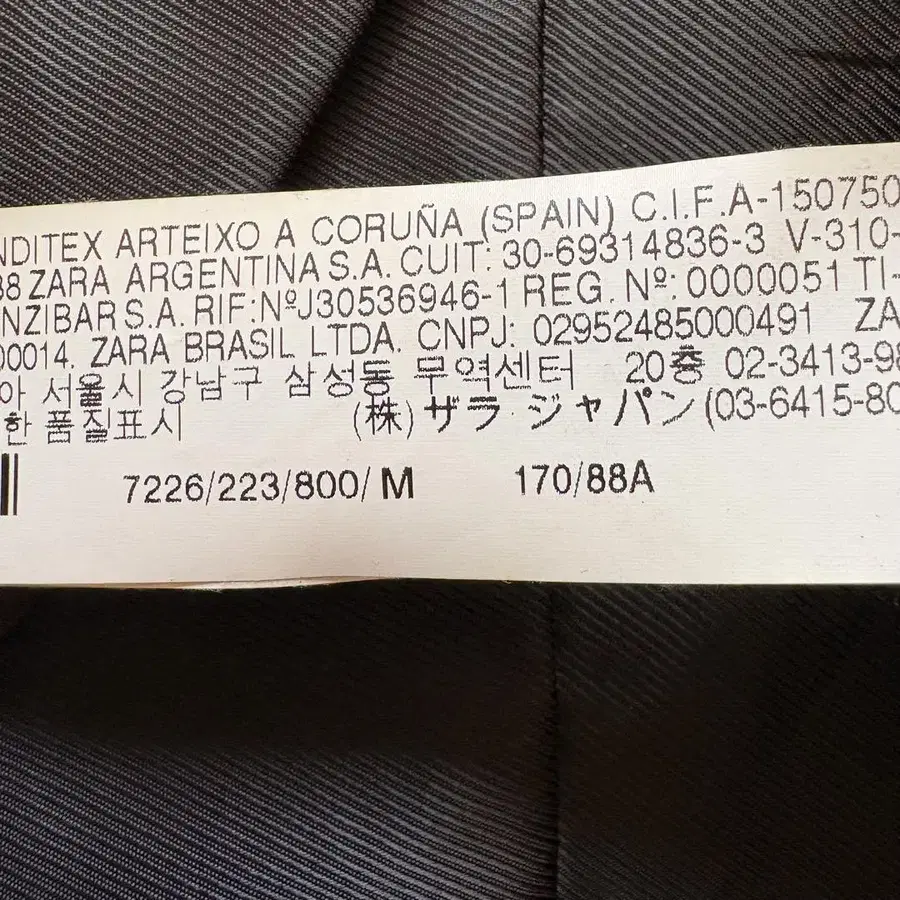 NDITEX ARTEIXO A CORUÑA (SPAIN) C.I.F.A-150750
88 ZARA ARGENTINA S.A. CUIT: 30-69314836-3 V-310-
NZIBAR S.A. RIF:NºJ30536946-1 REG. Nº: 0000051 TI-
00014. ZARA BRASIL LTDA. CNPJ: 02952485000491 ZA
아 서울시 강남구 삼성동 무역센터 20층 02-3413-98
한 품질표시 (株)ザラ・ジャパン(03-6415-80
7226/223/800/ M 170/88A